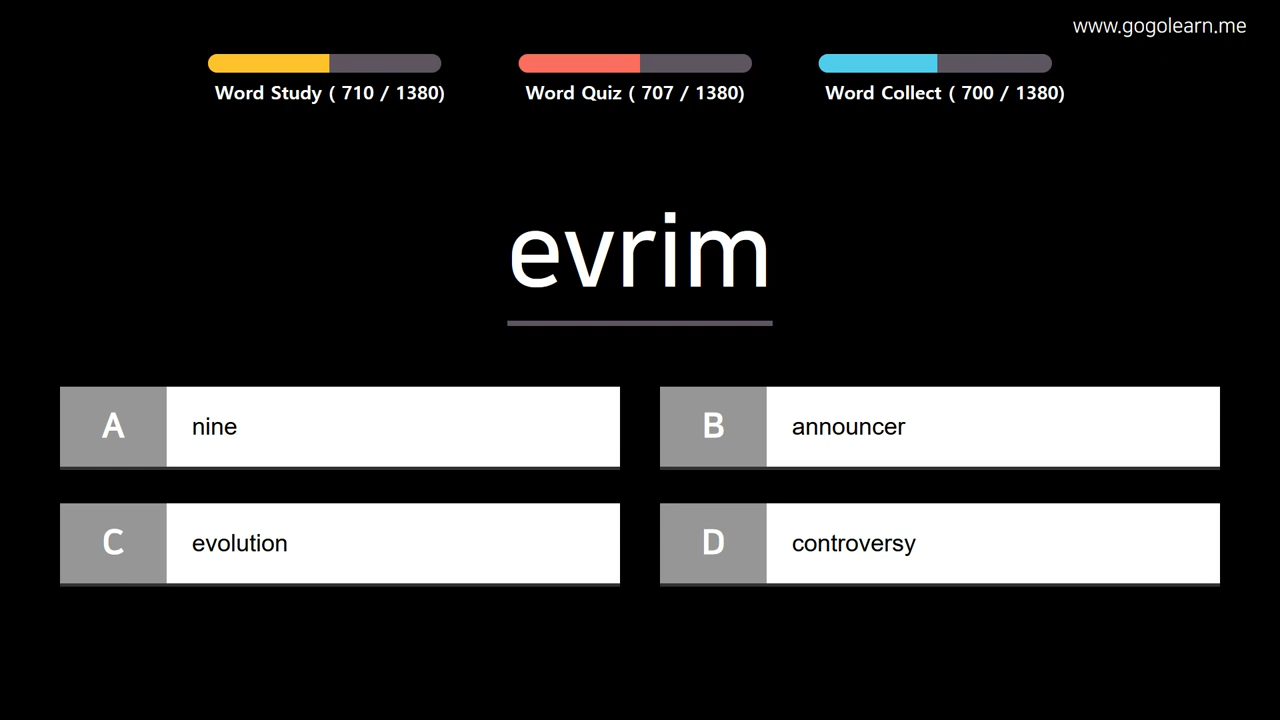 www.gogolearn.me
Word Study ( 710 / 1380)
Word Quiz ( 707 / 1380)
Word Collect ( 700 / 1380)
evrim
A nine
B announcer
C evolution
D controversy